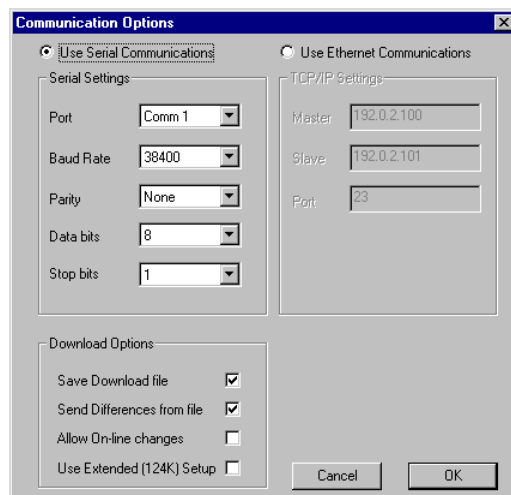 Communication Options
Use Serial Communications
Use Ethernet Communications
Serial Settings
Port Comm 1
Baud Rate 38400
Parity None
Data bits 8
Stop bits 1
TCP/IP Settings
Master 192.0.2.100
Slave 192.0.2.101
Port 23
Download Options
Save Download file
Send Differences from file
Allow On-line changes
Use Extended (124K) Setup
Cancel OK